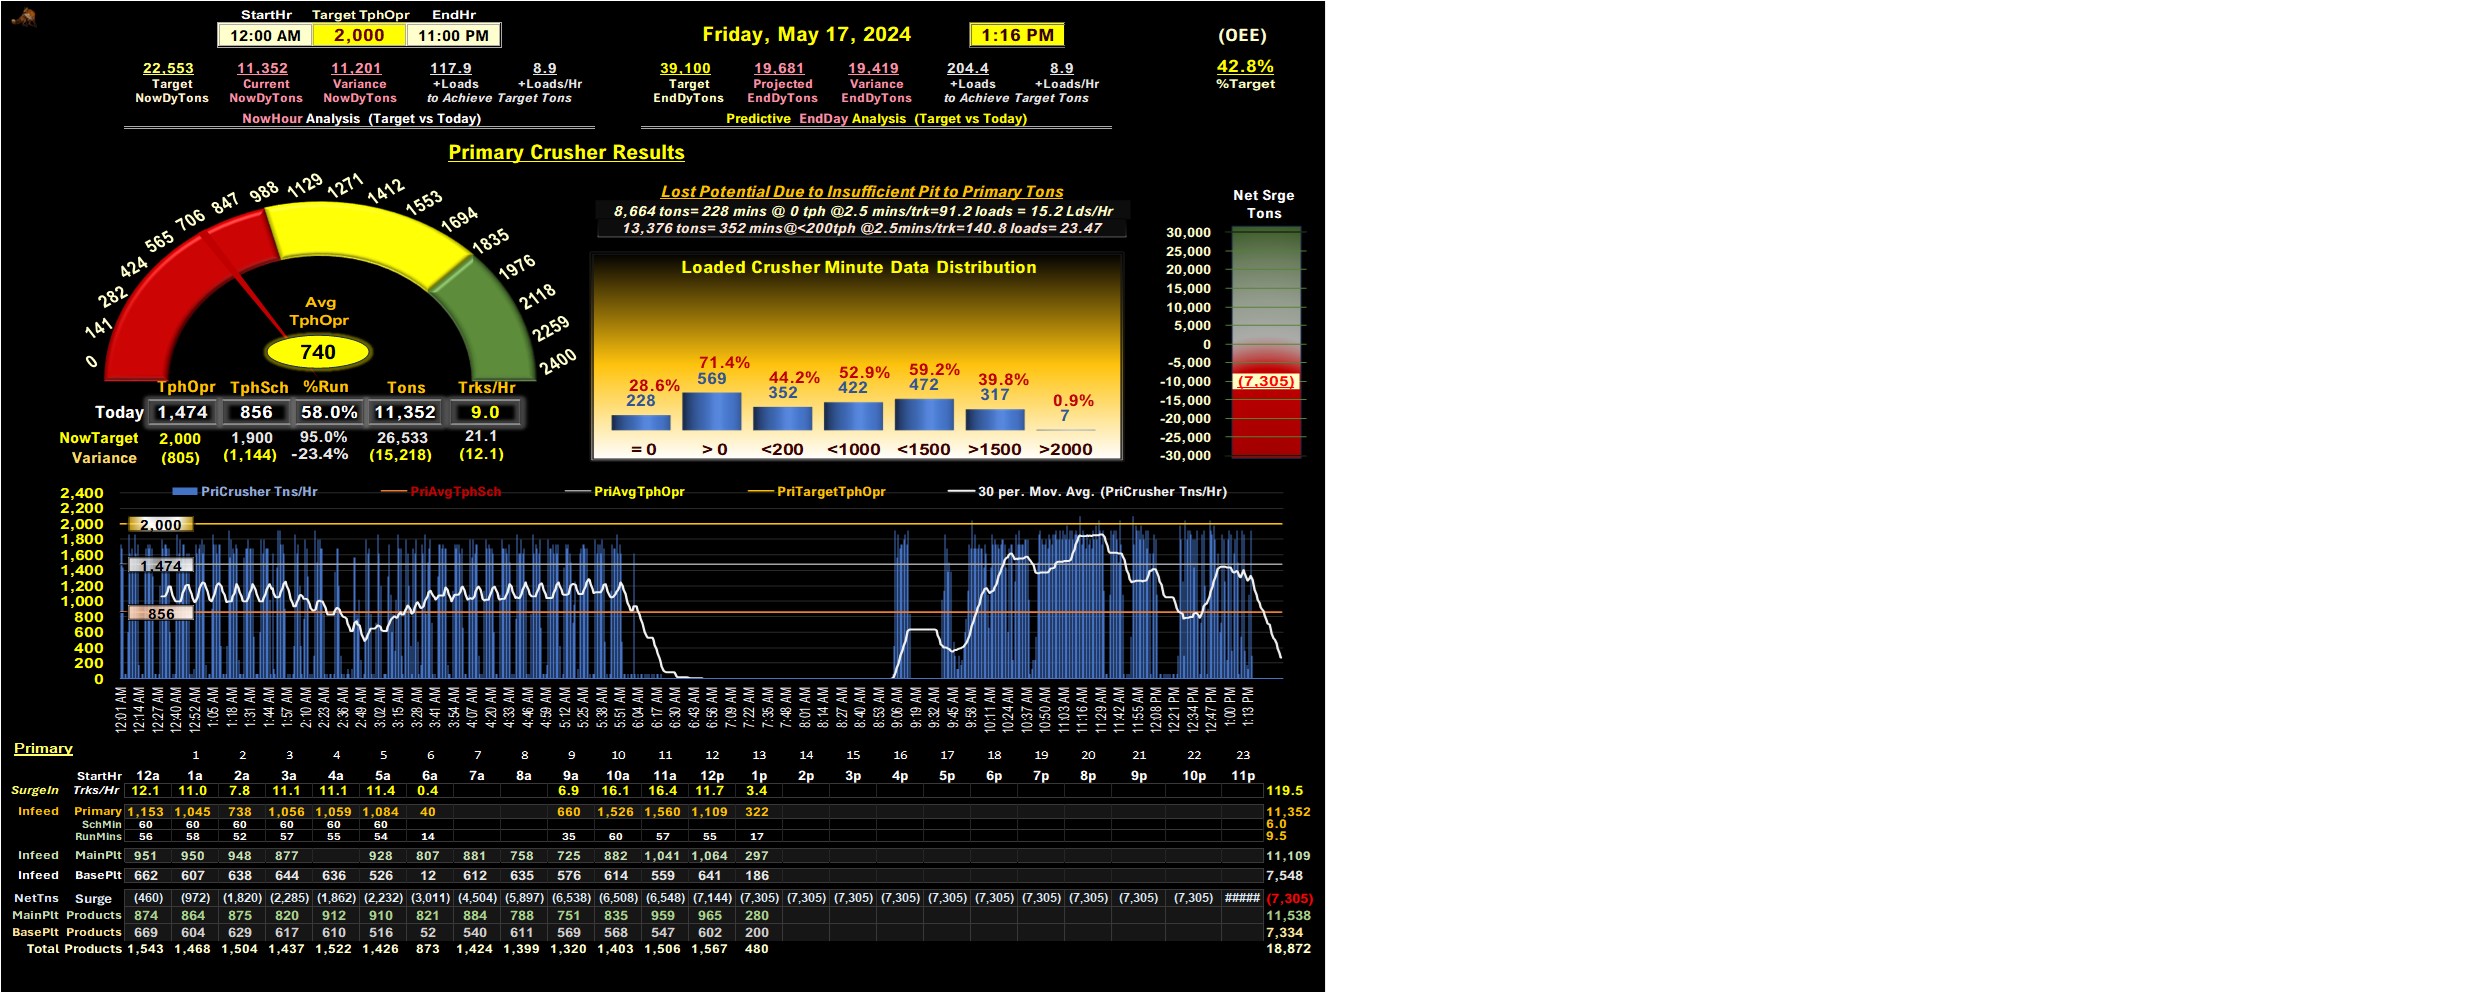 StartHr Target TphOpr EndHr
12:00 AM 2,000 11:00 PM
Friday, May 17, 2024 1:16 PM (OEE)
22,553 11,352 11,201 117.9 8.9
Target Current Variance +Loads +Loads/Hr
NowDyTons NowDyTons NowDyTons to Achieve Target Tons
NowHour Analysis (Target vs Today)
39,100 19,681 19,419 204.4 8.9
Target Projected Variance +Loads +Loads/Hr
EndDyTons EndDyTons EndDyTons to Achieve Target Tons
Predictive EndDay Analysis (Target vs Today)
42.8%
%Target
Primary Crusher Results
0 141 282 424 565 706 847 988 1129 1271 1412 1553 1694 1835 1976 2118 2259 2400
Avg
TphOpr
740
TphOpr TphSch %Run Tons Trks/Hr
Today 1,474 856 58.0% 11,352 9.0
NowTarget 2,000 1,900 95.0% 26,533 21.1
Variance (805) (1,144) -23.4% (15,218) (12.1)
Lost Potential Due to Insufficient Pit to Primary Tons
8,664 tons= 228 mins @ 0 tph @2.5 mins/trk=91.2 loads = 15.2 Lds/Hr
13,376 tons= 352 mins@<200tph @2.5mins/trk=140.8 loads= 23.47
Loaded Crusher Minute Data Distribution
28.6% 71.4% 44.2% 52.9% 59.2% 39.8% 0.9%
228 569 352 422 472 317 7
= 0 > 0 <200 <1000 <1500 >1500 >2000
Net Srge
Tons
30,000
25,000
20,000
15,000
10,000
5,000
0
-5,000
-10,000
(7,305)
-15,000
-20,000
-25,000
-30,000
PriCrusher Tns/Hr PriAvgTphSch PriAvgTphOpr PriTargetTphOpr 30 per. Mov. Avg. (PriCrusher Tns/Hr)
2,400
2,200
2,000 2,000
1,800
1,600
1,400 1,474
1,200
1,000
800 856
600
400
200
0
12:01 AM 12:14 AM 12:27 AM 12:40 AM 12:52 AM 1:05 AM 1:18 AM 1:31 AM 1:44 AM 1:57 AM 2:10 AM 2:23 AM 2:36 AM 2:49 AM 3:02 AM 3:15 AM 3:28 AM 3:41 AM 3:54 AM 4:07 AM 4:20 AM 4:33 AM 4:46 AM 4:59 AM 5:12 AM 5:25 AM 5:38 AM 5:51 AM 6:04 AM 6:17 AM 6:30 AM 6:43 AM 6:56 AM 7:09 AM 7:22 AM 7:35 AM 7:48 AM 8:01 AM 8:14 AM 8:27 AM 8:40 AM 8:53 AM 9:06 AM 9:19 AM 9:32 AM 9:45 AM 9:58 AM 10:11 AM 10:24 AM 10:37 AM 10:50 AM 11:03 AM 11:16 AM 11:29 AM 11:42 AM 11:55 AM 12:08 PM 12:21 PM 12:34 PM 12:47 PM 1:00 PM 1:13 PM
Primary 1 2 3 4 5 6 7 8 9 10 11 12 13 14 15 16 17 18 19 20 21 22 23
StartHr 12a 1a 2a 3a 4a 5a 6a 7a 8a 9a 10a 11a 12p 1p 2p 3p 4p 5p 6p 7p 8p 9p 10p 11p
SurgeIn Trks/Hr 12.1 11.0 7.8 11.1 11.1 11.4 0.4 6.9 16.1 16.4 11.7 3.4 119.5
Infeed Primary 1,153 1,045 738 1,056 1,059 1,084 40 660 1,526 1,560 1,109 322 11,352
SchMin 60 60 60 60 60 60 6.0
RunMins 56 58 52 57 55 54 14 35 60 57 55 17 9.5
Infeed MainPlt 951 950 948 877 928 807 881 758 725 882 1,041 1,064 297 11,109
Infeed BasePlt 662 607 638 644 636 526 12 612 635 576 614 559 641 186 7,548
NetTns Surge (460) (972) (1,820) (2,285) (1,862) (2,232) (3,011) (4,504) (5,897) (6,538) (6,508) (6,548) (7,144) (7,305) (7,305) (7,305) (7,305) (7,305) (7,305) (7,305) (7,305) (7,305) (7,305) ##### (7,305)
MainPlt Products 874 864 875 820 912 910 821 884 788 751 835 959 965 280 11,538
BasePlt Products 669 604 629 617 610 516 52 540 611 569 568 547 602 200 7,334
Total Products 1,543 1,468 1,504 1,437 1,522 1,426 873 1,424 1,399 1,320 1,403 1,506 1,567 480 18,872